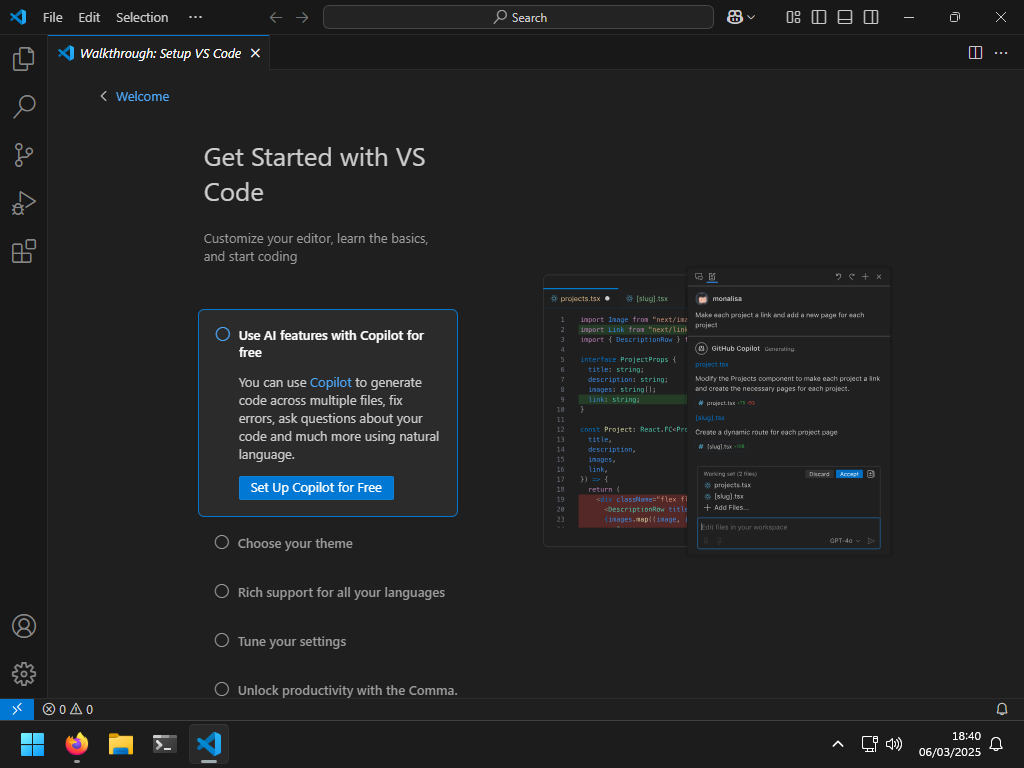 File Edit Selection ···
Search
Walkthrough: Setup VS Code
Welcome
Get Started with VS
Code
Customize your editor, learn the basics,
and start coding
Use AI features with Copilot for
free
You can use Copilot to generate
code across multiple files, fix
errors, ask questions about your
code and much more using natural
language.
Set Up Copilot for Free
Choose your theme
Rich support for all your languages
Tune your settings
Unlock productivity with the Comma.
projects.tsx
[slug].tsx
1 import Image from "next/ima
2 import Link from "next/link
3 import { DescriptionRow }
4
5 interface ProjectProps {
6 title: string;
7 description: string;
8 images: string[];
9 link: string;
10 }
11
12 const Project: React.FC<Pro
13 title,
14 description,
15 images,
16 link,
17 }) => {
18 return (
19 <div className="flex fl
20 <DescriptionRow title
23 {images.map((image,
monalisa
Make each project a link and add a new page for each
project
GitHub Copilot Generating.
project.tsx
Modify the Projects component to make each project a link
and create the necessary pages for each project.
# project.tsx
[slug].tsx
Create a dynamic route for each project page
# [slug].tsx
Working set (2 files) Discard Accept
projects.tsx
[slug].tsx
Add Files...
Edit files in your workspace
GPT-4o
0 0
18:40
06/03/2025